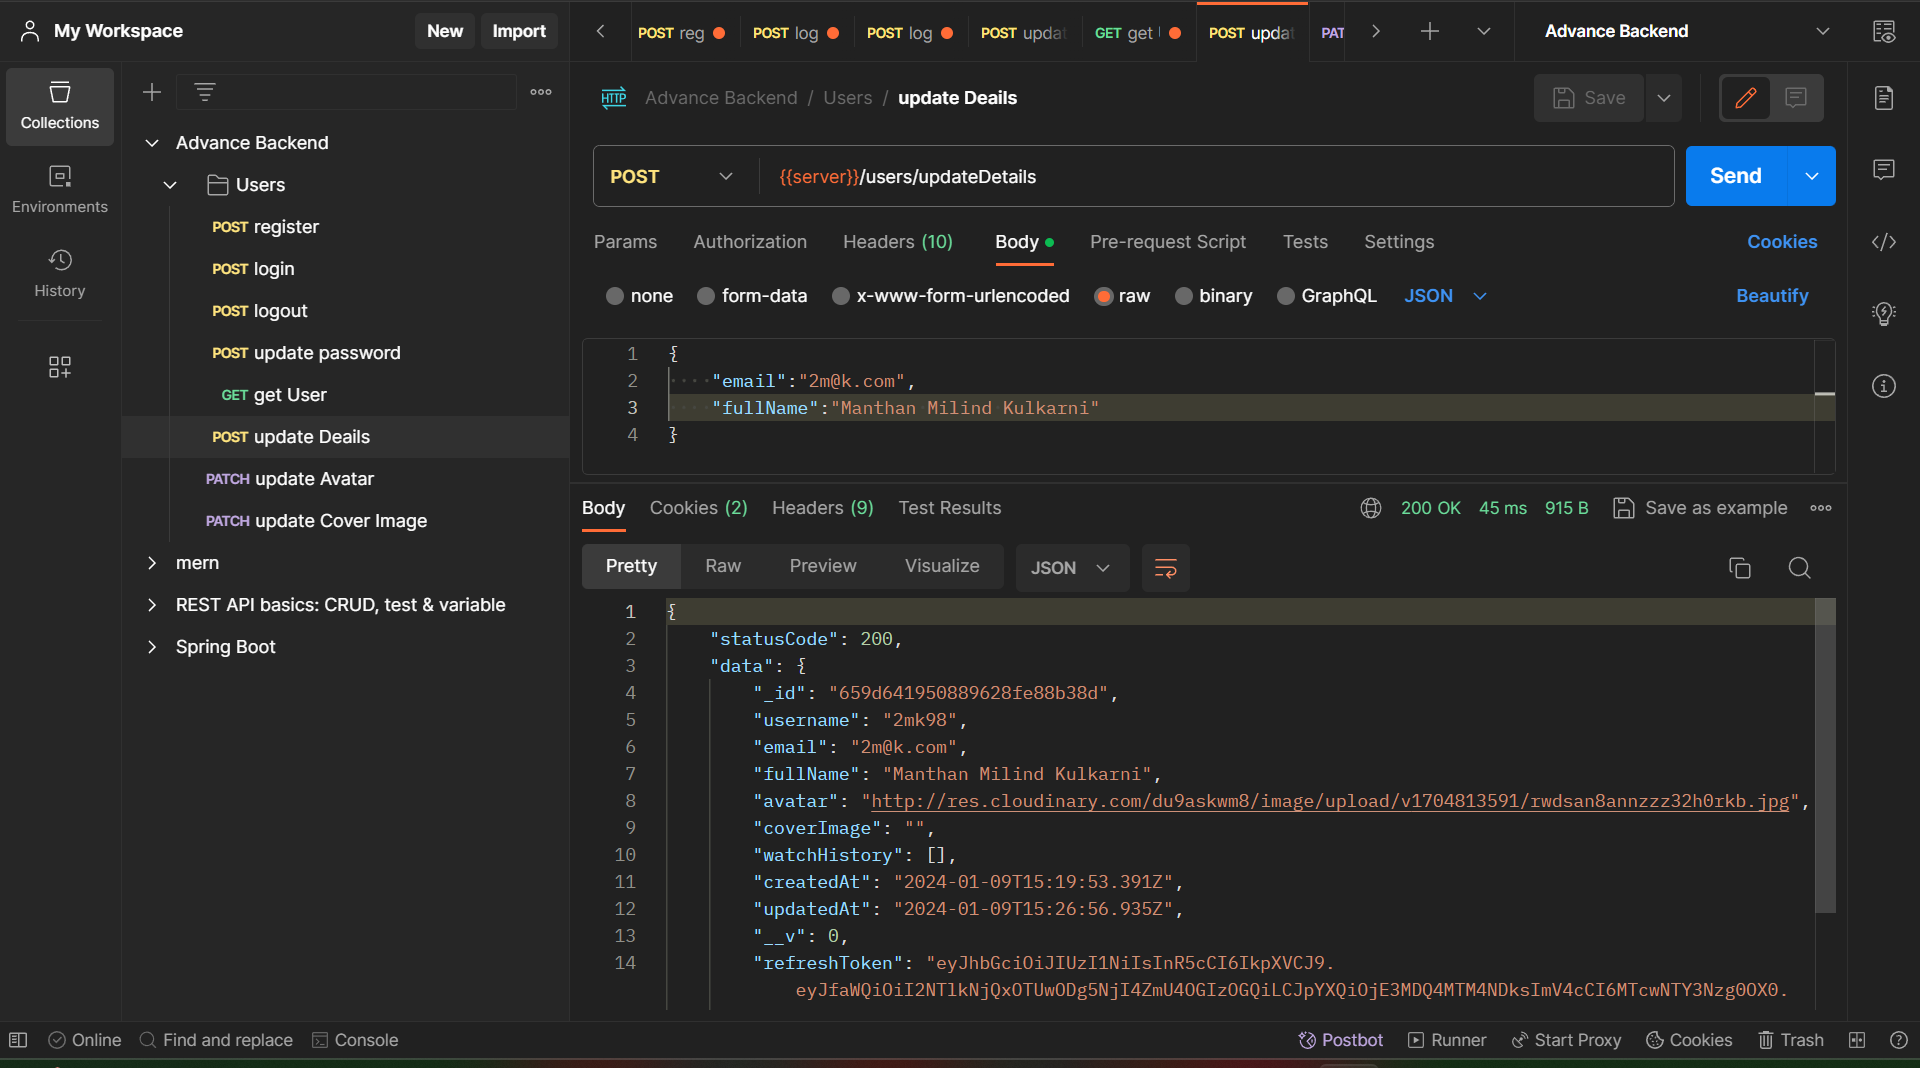 My Workspace
New
Import
POST reg
POST log
POST log
POST updat
GET get
POST upda
PAT
Advance Backend
Collections
Environments
History
Advance Backend
Users
POST register
POST login
POST logout
POST update password
GET get User
POST update Deails
PATCH update Avatar
PATCH update Cover Image
mern
REST API basics: CRUD, test & variable
Spring Boot
HTTP Advance Backend / Users / update Deails
Save
POST
{{server}}/users/updateDetails
Send
Params
Authorization
Headers (10)
Body
Pre-request Script
Tests
Settings
Cookies
none
form-data
x-www-form-urlencoded
raw
binary
GraphQL
JSON
Beautify
1 {
2 "email":"2m@k.com",
3 "fullName":"Manthan Milind Kulkarni"
4 }
Body
Cookies (2)
Headers (9)
Test Results
200 OK
45 ms
915 B
Save as example
Pretty
Raw
Preview
Visualize
JSON
1 {
2 "statusCode": 200,
3 "data": {
4 "_id": "659d641950889628fe88b38d",
5 "username": "2mk98",
6 "email": "2m@k.com",
7 "fullName": "Manthan Milind Kulkarni",
8 "avatar": "http://res.cloudinary.com/du9askwm8/image/upload/v1704813591/rwdsan8annzzz32h0rkb.jpg",
9 "coverImage": "",
10 "watchHistory": [],
11 "createdAt": "2024-01-09T15:19:53.391Z",
12 "updatedAt": "2024-01-09T15:26:56.935Z",
13 "__v": 0,
14 "refreshToken": "eyJhbGciOiJIUzI1NiIsInR5cCI6IkpXVCJ9.
eyJfaWQiOiI2NTlkNjQxOTUwODg5NjI4ZmU4OGIzOGQiLCJpYXQiOjE3MDQ4MTM4NDksImV4cCI6MTcwNTY3Nzg0OX0.
Online
Find and replace
Console
Postbot
Runner
Start Proxy
Cookies
Trash